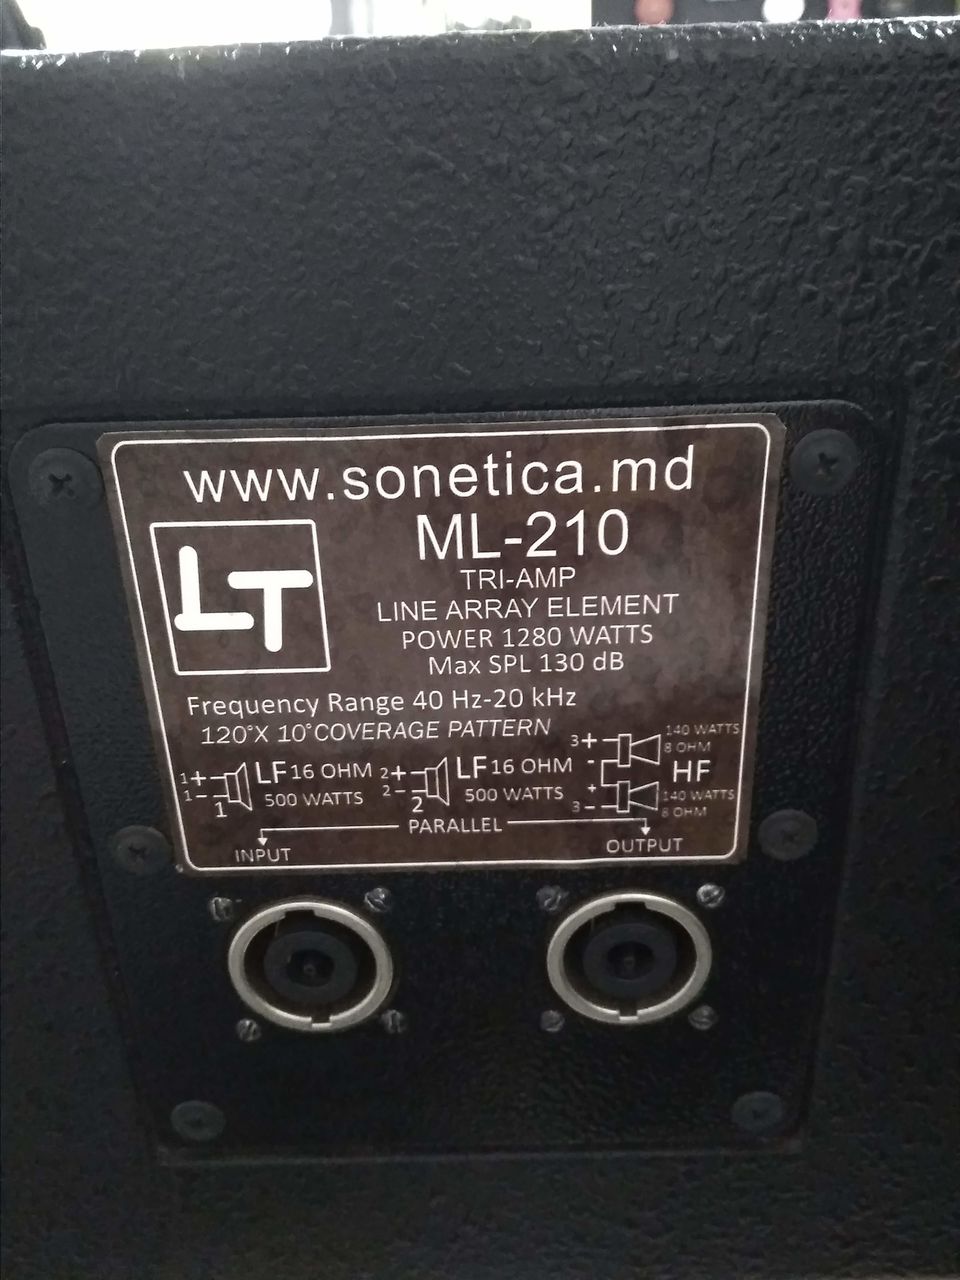 www.sonetica.md
LT
ML-210
TRI-AMP
LINE ARRAY ELEMENT
POWER 1280 WATTS
Max SPL 130 dB
Frequency Range 40 Hz-20 kHz
120°X 10°COVERAGE PATTERN
1+
1-
1
LF 16 OHM
500 WATTS
2+
2-
2
LF 16 OHM
500 WATTS
3+
-
140 WATTS
8 OHM
HF
+
3-
140 WATTS
8 OHM
PARALLEL
INPUT
OUTPUT